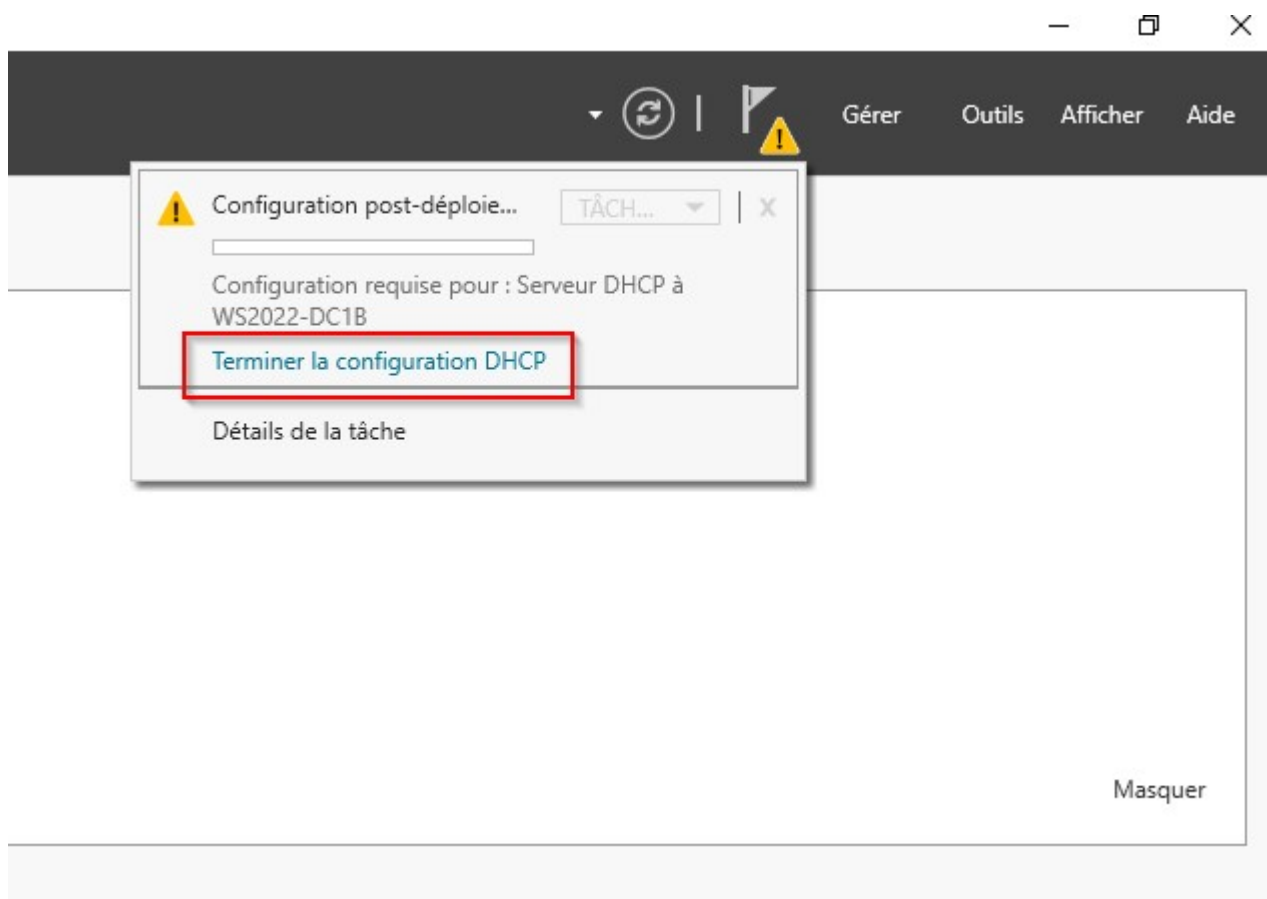 Gérer Outils Afficher Aide
Configuration post-déploie... TÂCH... X
Configuration requise pour : Serveur DHCP à
WS2022-DC1B
Terminer la configuration DHCP
Détails de la tâche
Masquer